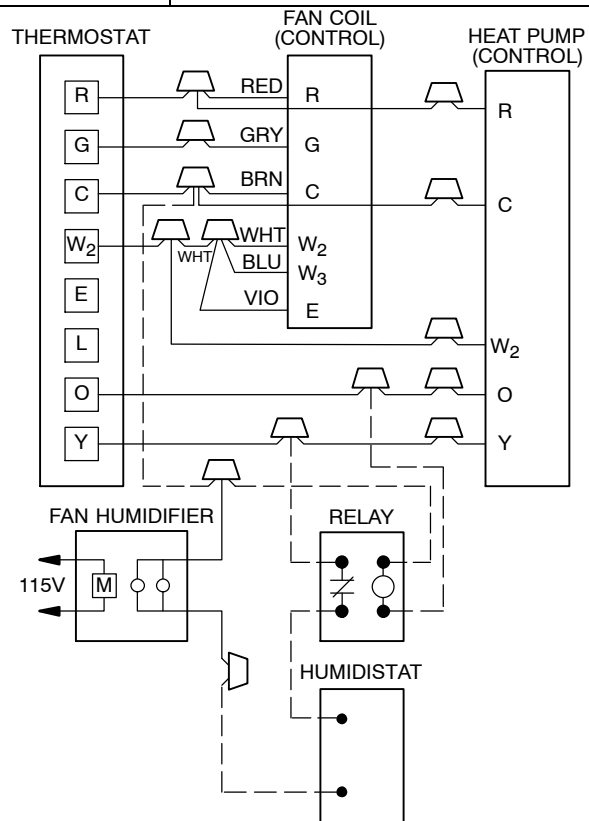 THERMOSTAT
FAN COIL
(CONTROL)
HEAT PUMP
(CONTROL)
R
RED
R
R
G
GRY
G
C
BRN
C
C
W2
WHT
WHT
W2
BLU
W3
E
VIO
E
L
W2
O
O
Y
Y
FAN HUMIDIFIER
RELAY
115V
M
HUMIDISTAT